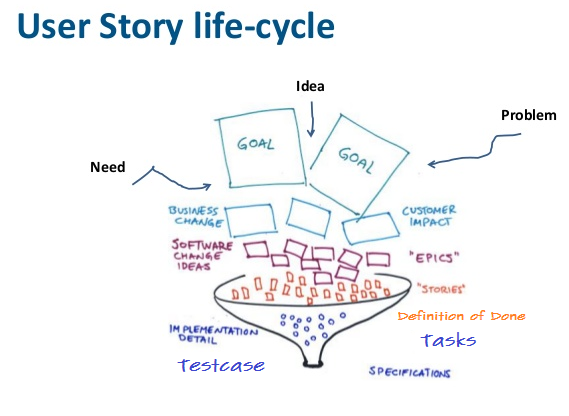 User Story life-cycle
Idea
Problem
Need
GOAL
GOAL
BUSINESS
CHANGE
CUSTOMER
IMPACT
SOFTWARE
CHANGE
IDEAS
"EPICS"
"STORIES"
Definition of Done
IMPLEMENTATION
DETAIL
Tasks
Testcase
SPECIFICATIONS